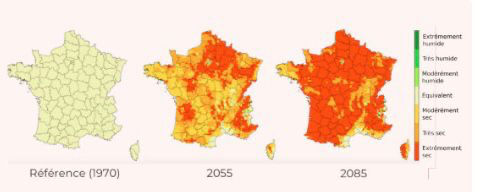 Extrêmement
humide
Très humide
Modérément
humide
Équivalent
Modérément
sec
Très sec
Extrêmement
sec
Référence (1970)
2055
2085